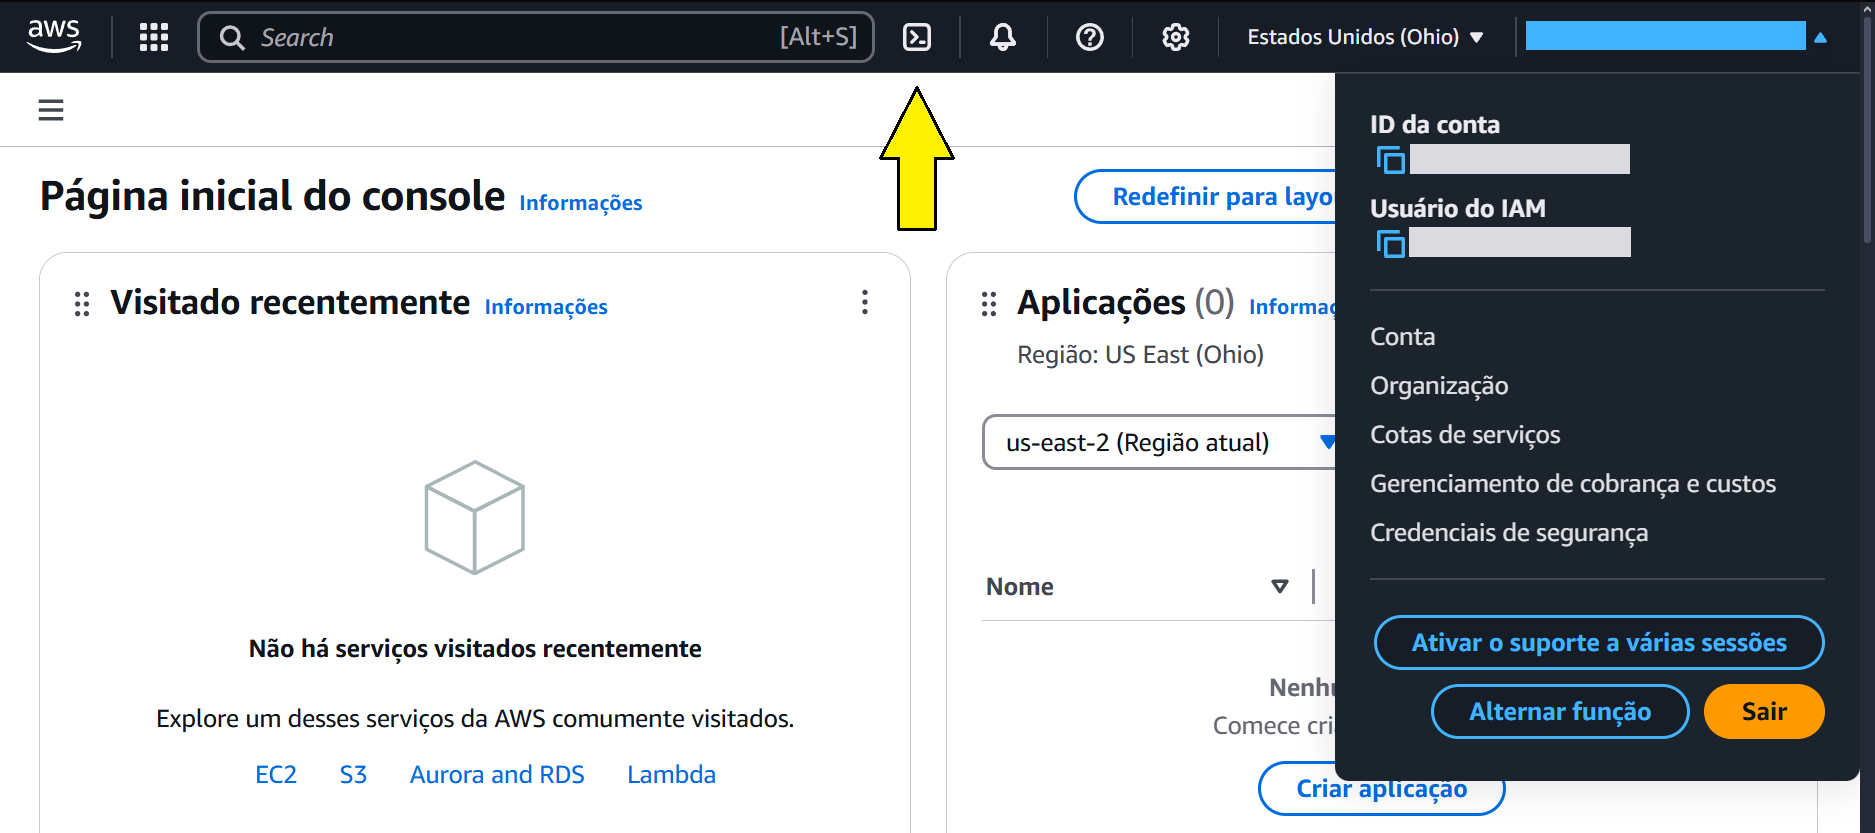 aws
Search [Alt+S]
Estados Unidos (Ohio)
Página inicial do console Informações
Redefinir para layo
Visitado recentemente Informações
Não há serviços visitados recentemente
Explore um desses serviços da AWS comumente visitados.
EC2 S3 Aurora and RDS Lambda
Aplicações (0) Informaç
Região: US East (Ohio)
us-east-2 (Região atual)
Nome
Nenhu
Comece cria
Criar aplicação
ID da conta
Usuário do IAM
Conta
Organização
Cotas de serviços
Gerenciamento de cobrança e custos
Credenciais de segurança
Ativar o suporte a várias sessões
Alternar função
Sair